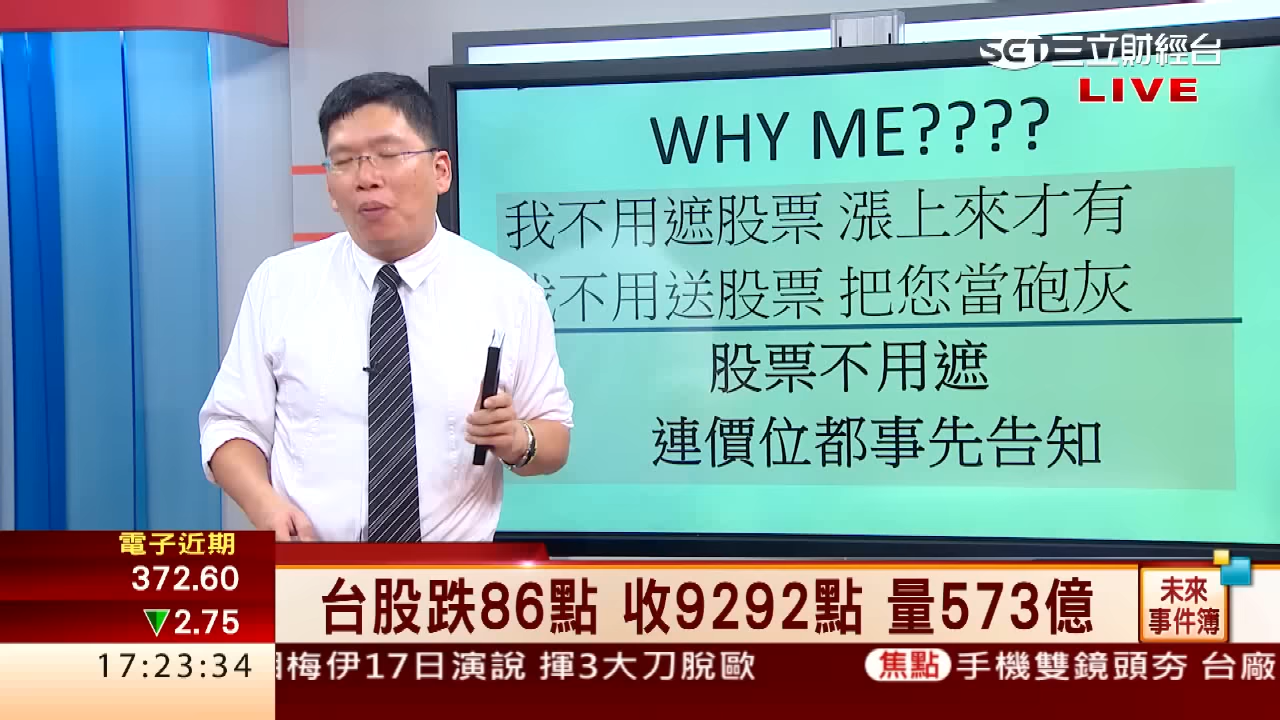 SET三立財經台
LIVE
WHY ME????
我不用遮股票 漲上來才有
我不用送股票 把您當砲灰
股票不用遮
連價位都事先告知
電子近期
372.60
▼2.75
台股跌86點 收9292點 量573億
未來
事件簿
17:23:34
相梅伊17日演說 揮3大刀脫歐
焦點 手機雙鏡頭夯 台廠